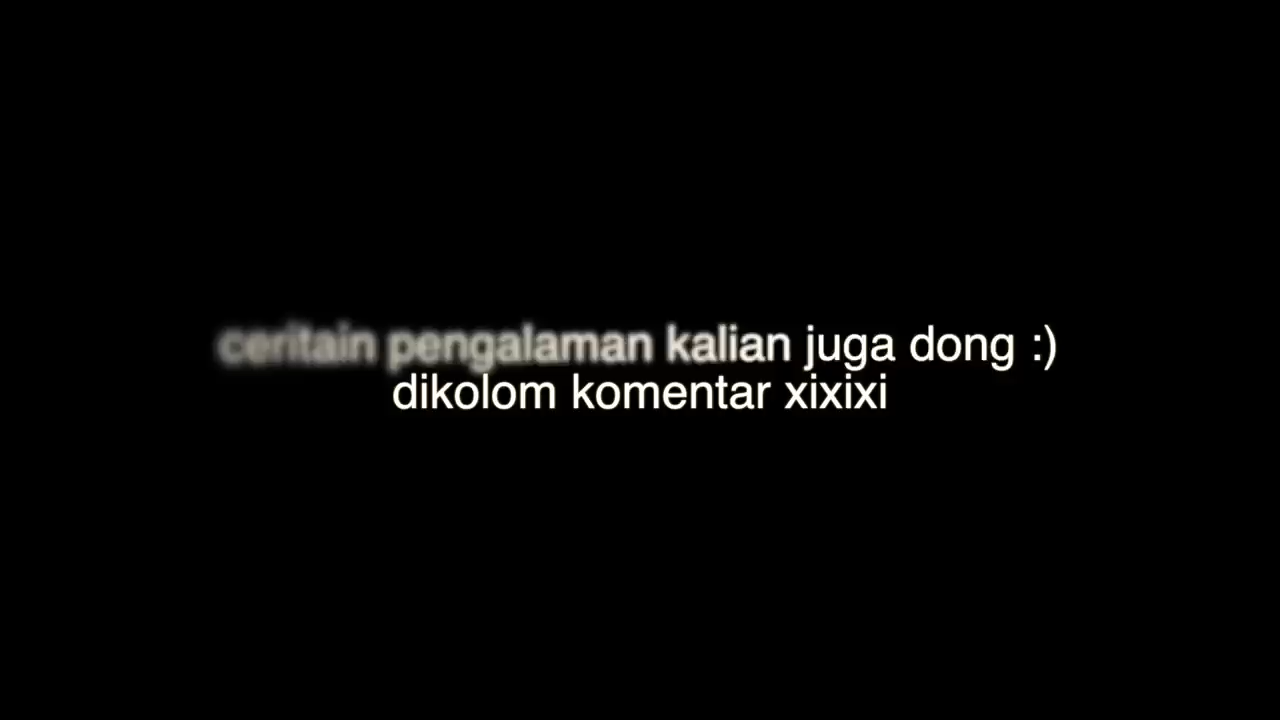 ceritain pengalaman kalian juga dong :)
dikolom komentar xixixi